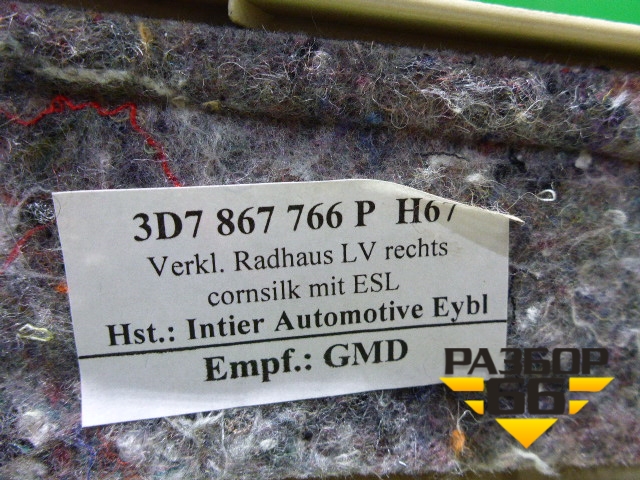 3D7 867 766 P H67
Verkl. Radhaus LV rechts
cornsilk mit ESL
Hst.: Intier Automotive Eybl
Empf.: GMD
РАЗБОР
66